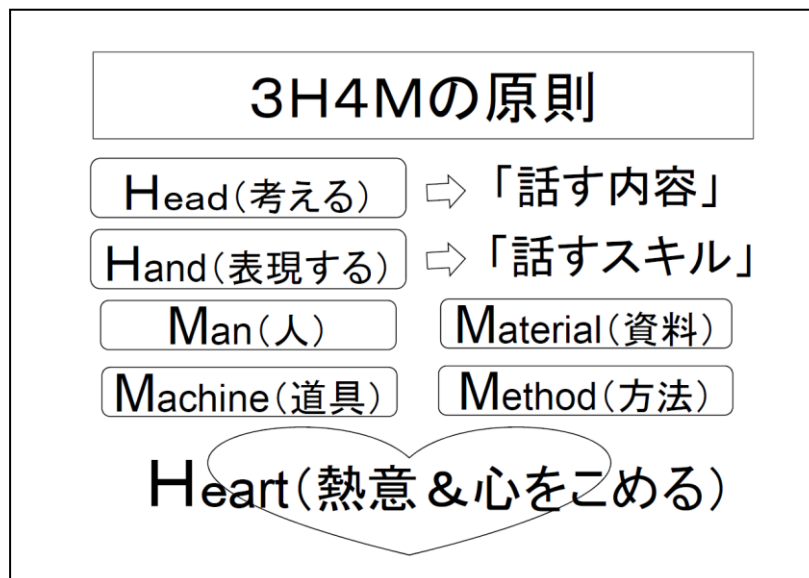 3H4Mの原則
Head(考える) ⇨ 「話す内容」
Hand(表現する) ⇨ 「話すスキル」
Man(人) Material(資料)
Machine(道具) Method(方法)
Heart(熱意&心をこめる)